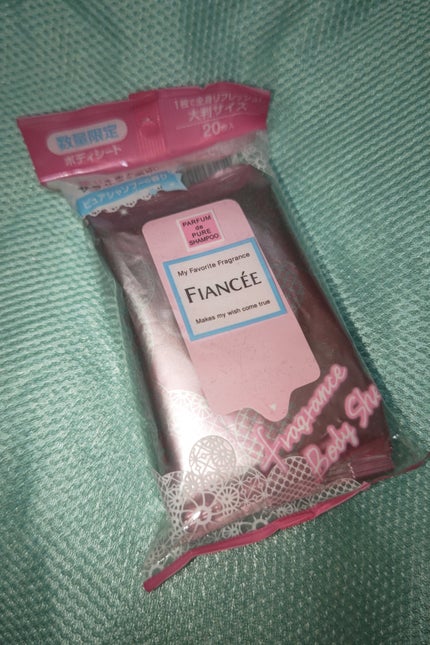 数量限定
ボディシート
1枚で全身リフレッシュ!
大判サイズ
20枚入
ピュアシャンプーの香り
PARFUM
de
PURE
SHAMPOO
My Favorite Fragrance
FIANCÉE
Makes my wish come true
Fragrance
Body She